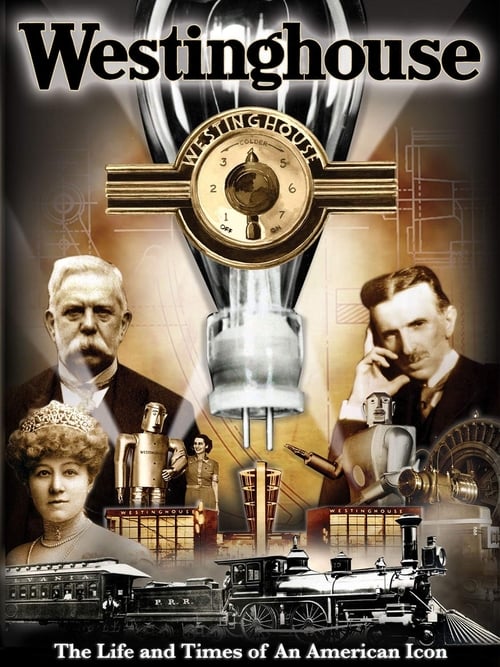 Westinghouse
WESTINGHOUSE
COLDER
3 5
2 6
1 7
OFF ON
WESTINGHOUSE
WESTINGHOUSE
WESTINGHOUSE
P. R. R.
The Life and Times of An American Icon